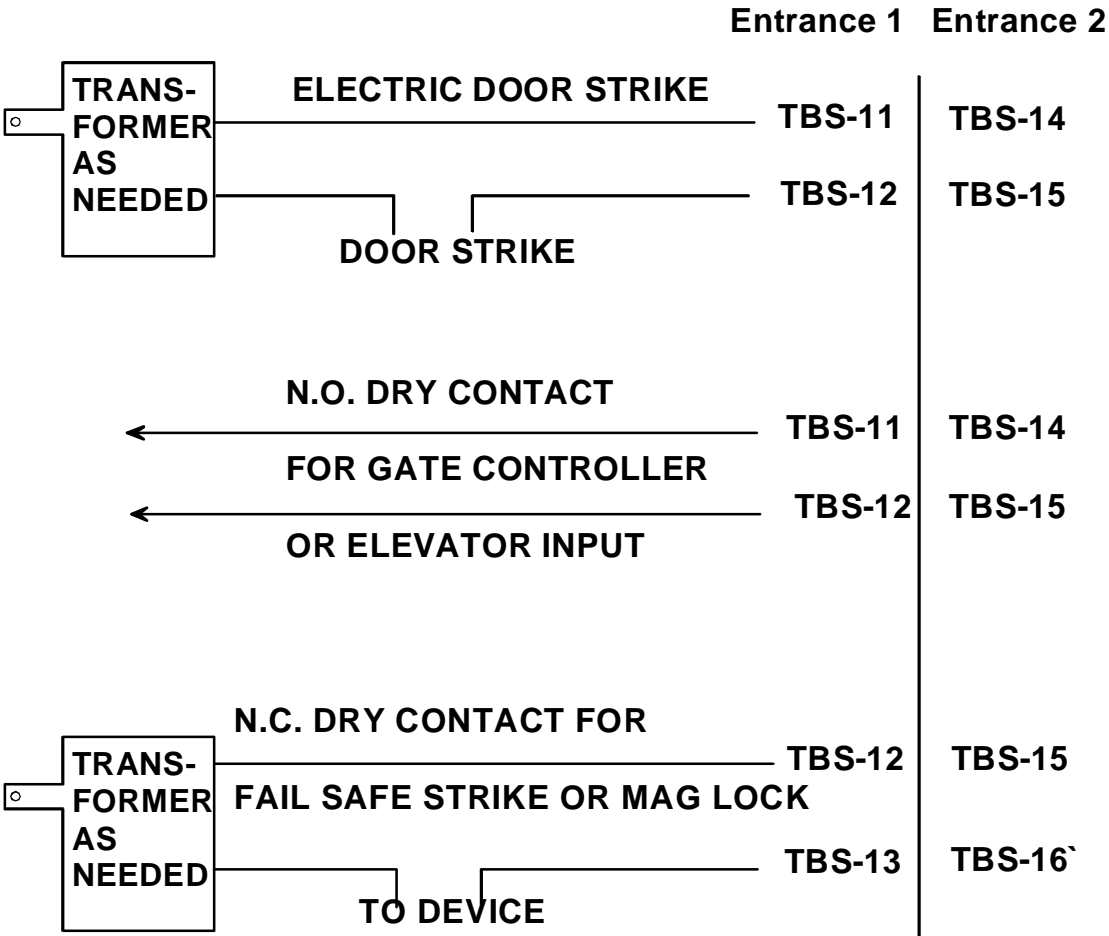 Entrance 1 Entrance 2
TRANS-
FORMER
AS
NEEDED
ELECTRIC DOOR STRIKE
TBS-11 TBS-14
TBS-12 TBS-15
DOOR STRIKE
N.O. DRY CONTACT
TBS-11 TBS-14
FOR GATE CONTROLLER
TBS-12 TBS-15
OR ELEVATOR INPUT
N.C. DRY CONTACT FOR
TRANS-
FORMER
AS
NEEDED
TBS-12 TBS-15
FAIL SAFE STRIKE OR MAG LOCK
TBS-13 TBS-16`
TO DEVICE